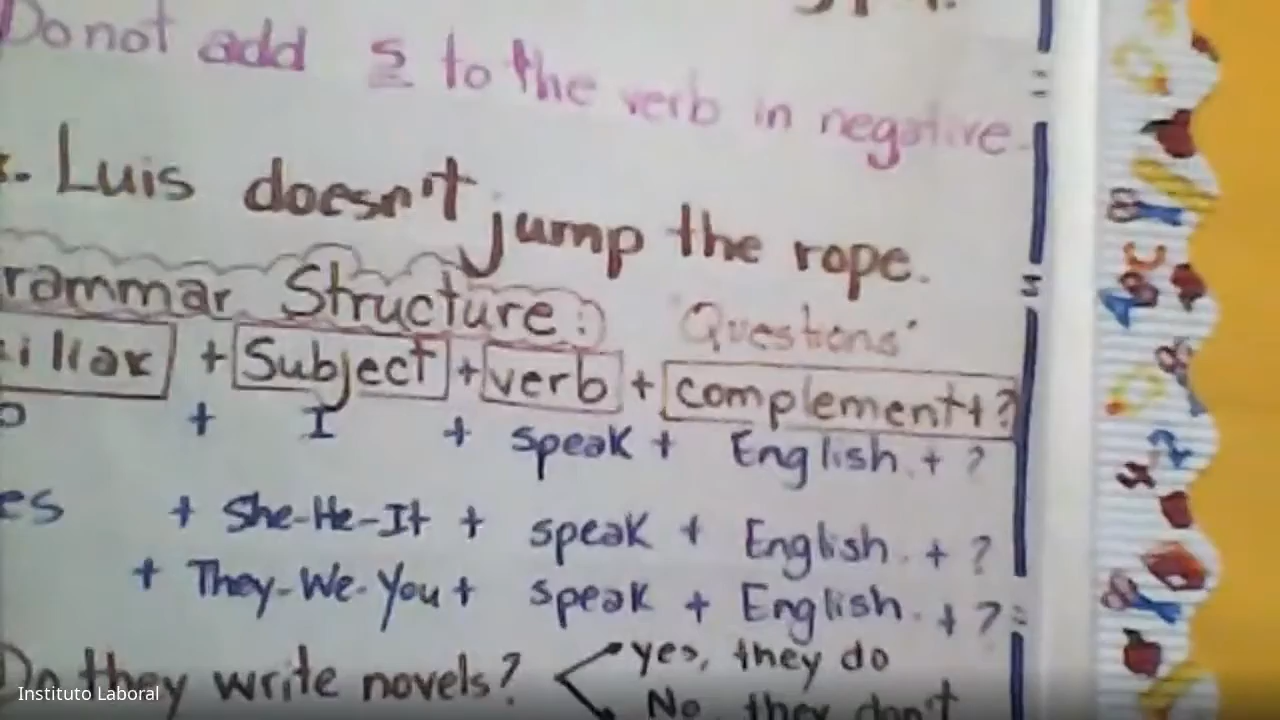 Do not add s to the verb in negative.
. Luis doesn't jump the rope.
rammar Structure: "Questions"
iliar + Subject + verb + complement + ?
o + I + speak + English. + ?
es + She-He-It + speak + English. + ?
+ They-We-You + speak + English. + ?
Do they write novels? yes, they do
No, they don't
Instituto Laboral